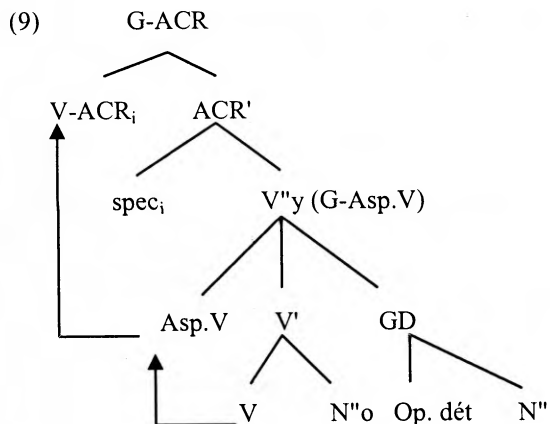 (9) G-ACR
V-ACRi ACR'
speci V"y (G-Asp.V)
Asp.V V' GD
V N"o Op. dét N"